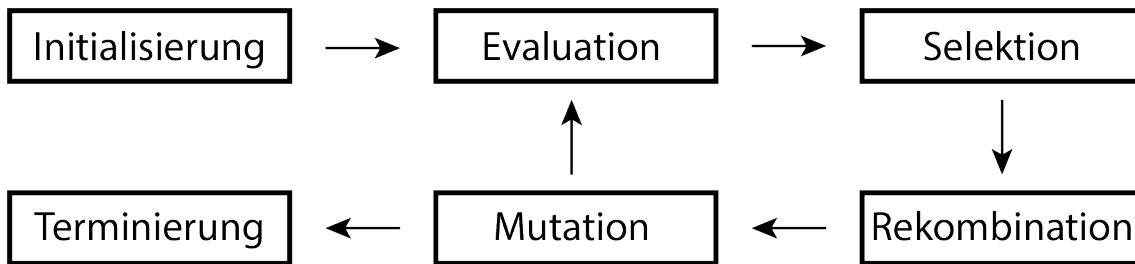 Initialisierung
Evaluation
Selektion
Terminierung
Mutation
Rekombination